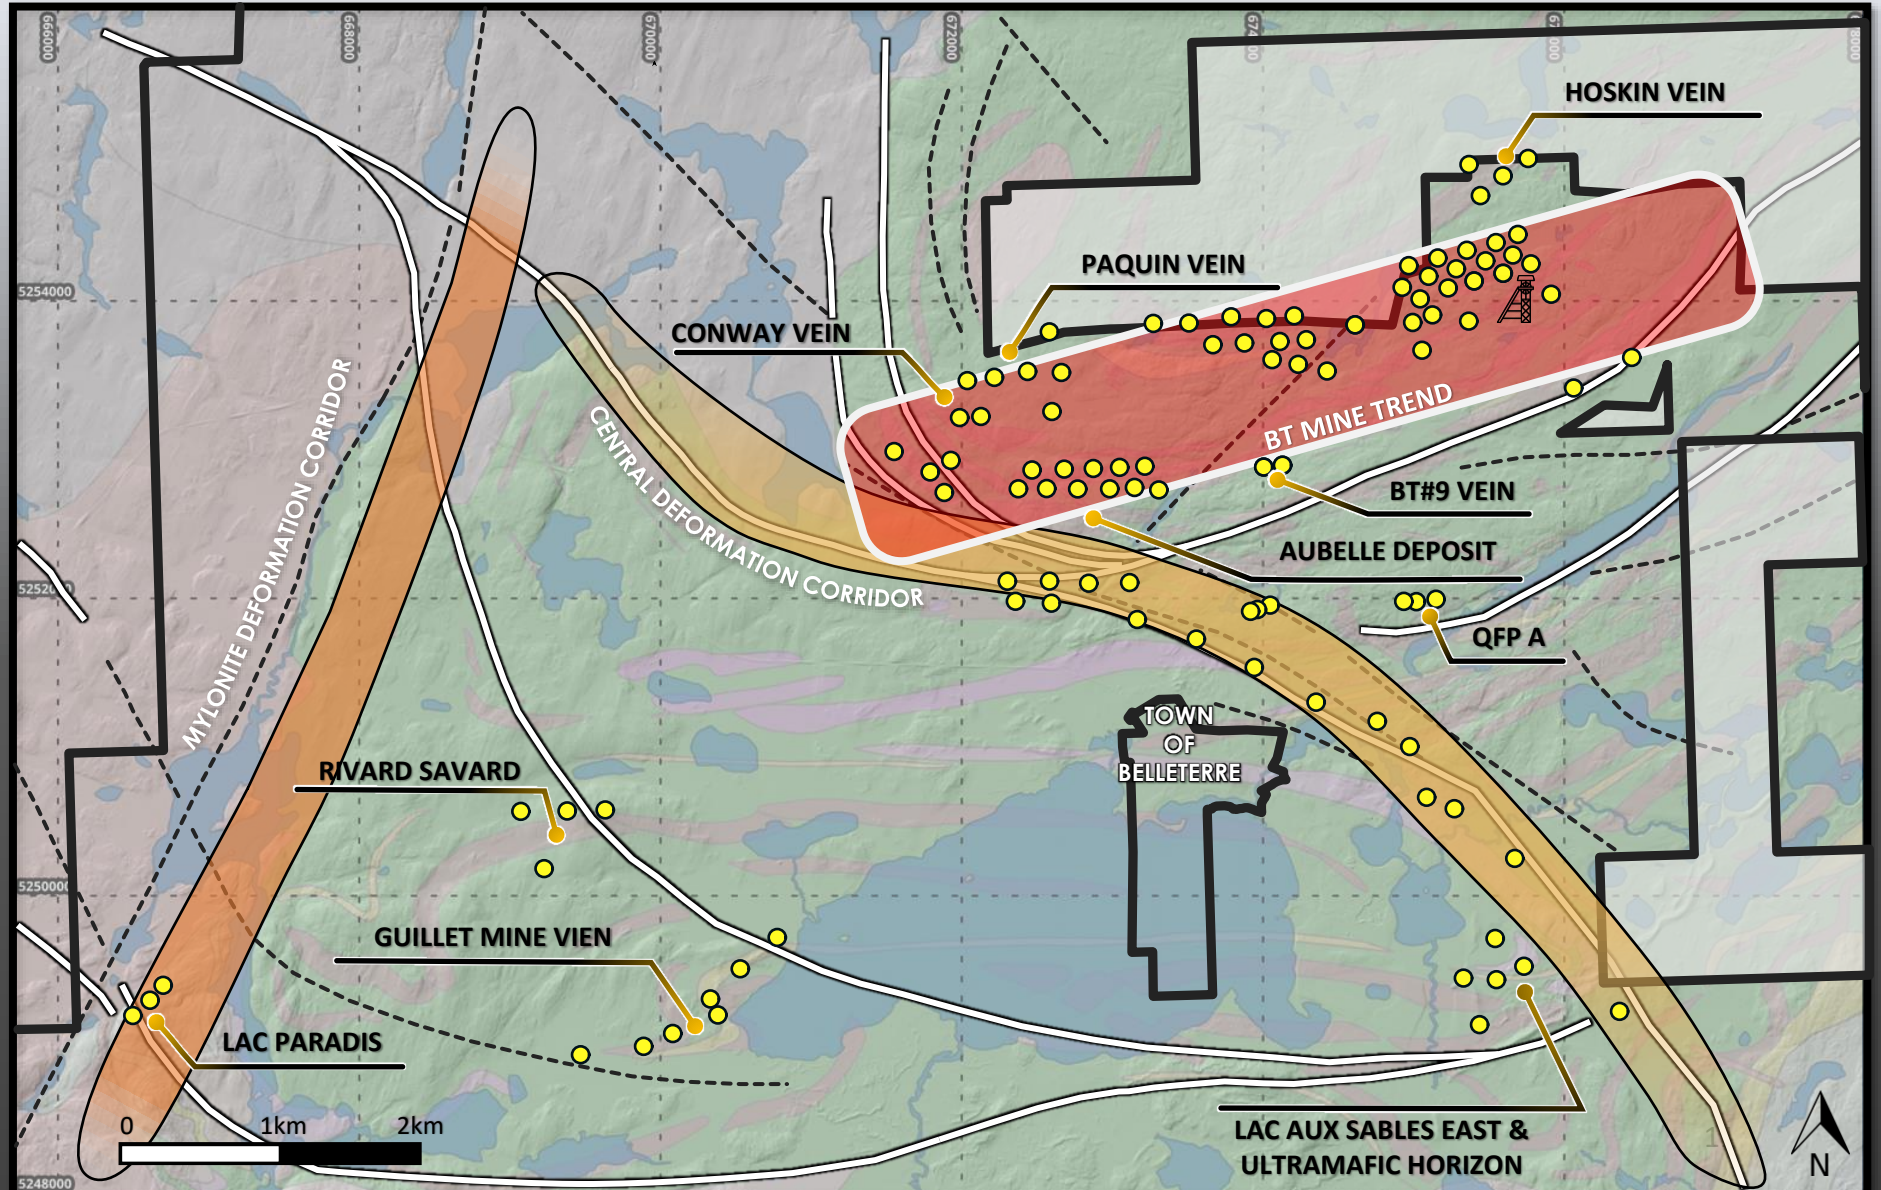 666000
668000
670000
672000
HOSKIN VEIN
PAQUIN VEIN
5254000
CONWAY VEIN
BT MINE TREND
MYLONITE DEFORMATION CORRIDOR
CENTRAL DEFORMATION CORRIDOR
BT#9 VEIN
AUBELLE DEPOSIT
QFP A
TOWN
OF
BELLETERRE
RIVARD SAVARD
5250000
GUILLET MINE VIEN
LAC PARADIS
0 1km 2km
LAC AUX SABLES EAST &
ULTRAMAFIC HORIZON
N
5248000